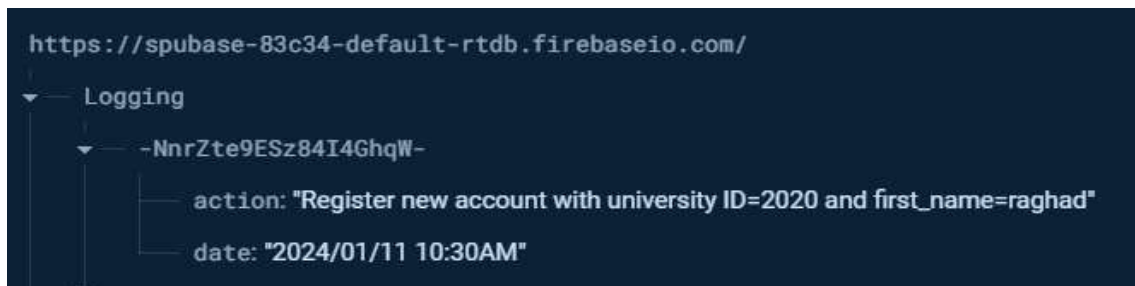 https://spubase-83c34-default-rtdb.firebaseio.com/
Logging
-NnrZte9ESz84I4GhqW-
action: "Register new account with university ID=2020 and first_name=raghad"
date: "2024/01/11 10:30AM"